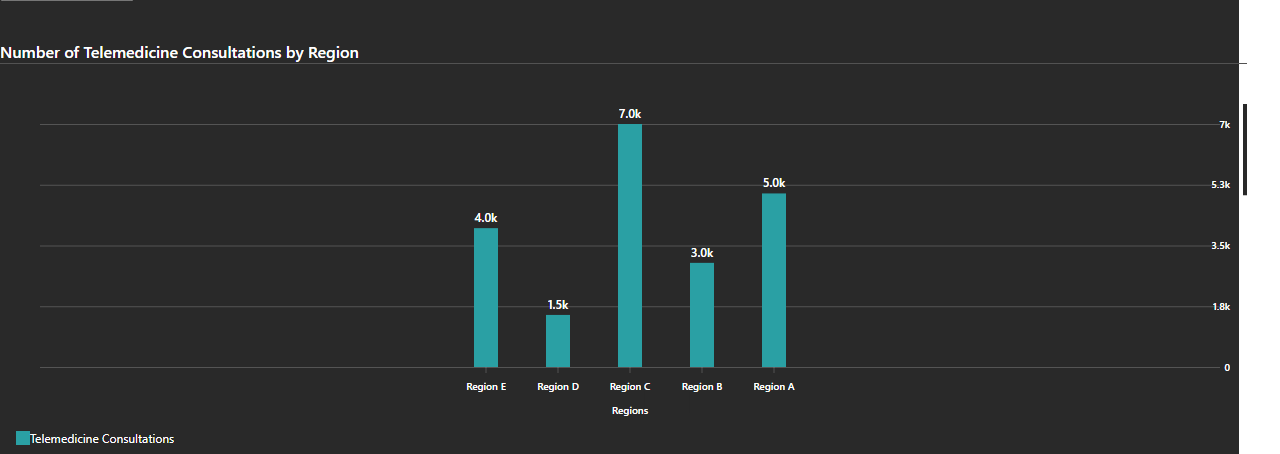 Number of Telemedicine Consultations by Region
7.0k
7k
5.0k
5.3k
4.0k
3.5k
3.0k
1.5k
1.8k
0
Region E Region D Region C Region B Region A
Regions
Telemedicine Consultations